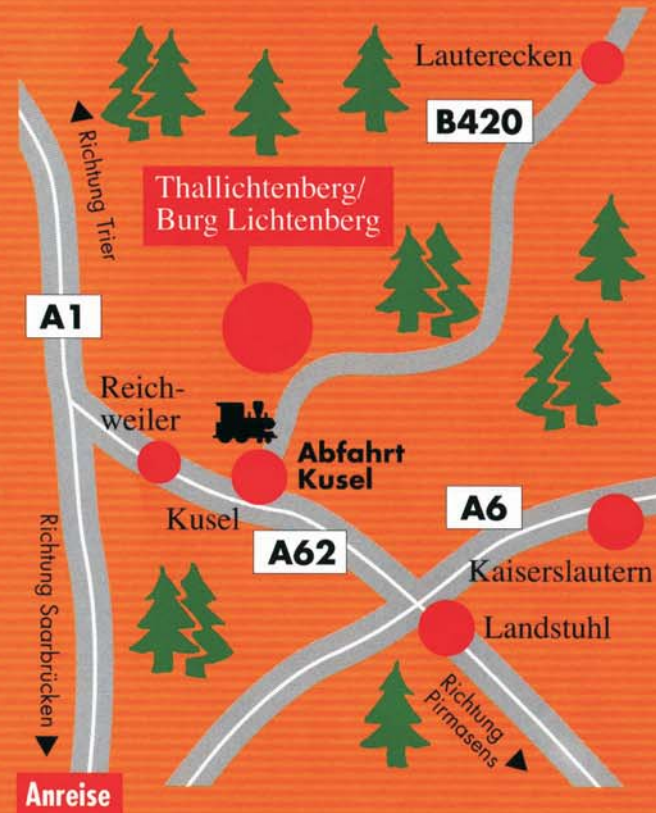 Lauterecken
B420
Richtung Trier
Thallichtenberg/
Burg Lichtenberg
A1
Reich-
weiler
Abfahrt
Kusel
Kusel
A6
A62
Kaiserslautern
Landstuhl
Richtung Saarbrücken
Richtung
Pirmasens
Anreise